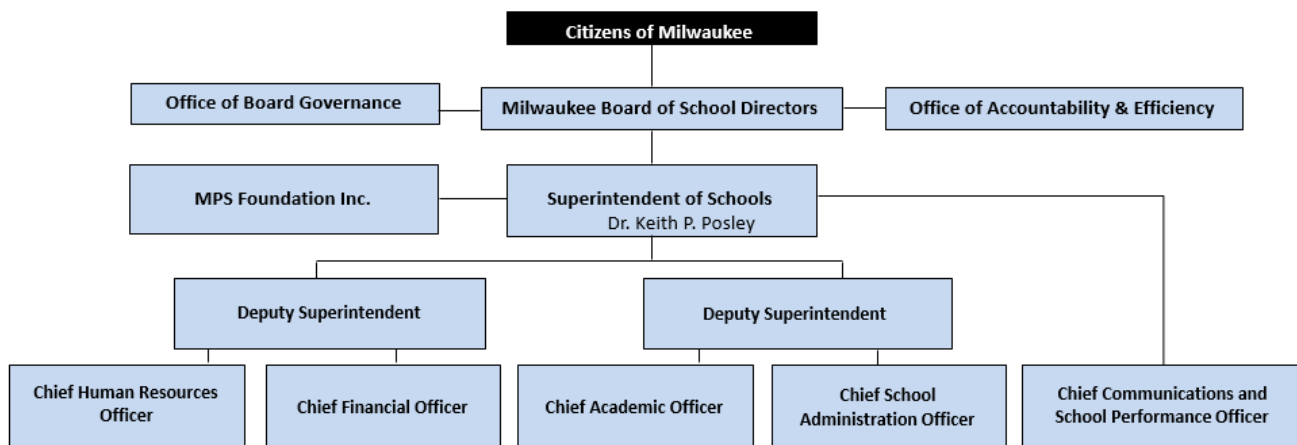 Citizens of Milwaukee
Office of Board Governance
Milwaukee Board of School Directors
Office of Accountability & Efficiency
MPS Foundation Inc.
Superintendent of Schools
Dr. Keith P. Posley
Deputy Superintendent
Deputy Superintendent
Chief Human Resources
Officer
Chief Financial Officer
Chief Academic Officer
Chief School
Administration Officer
Chief Communications and
School Performance Officer